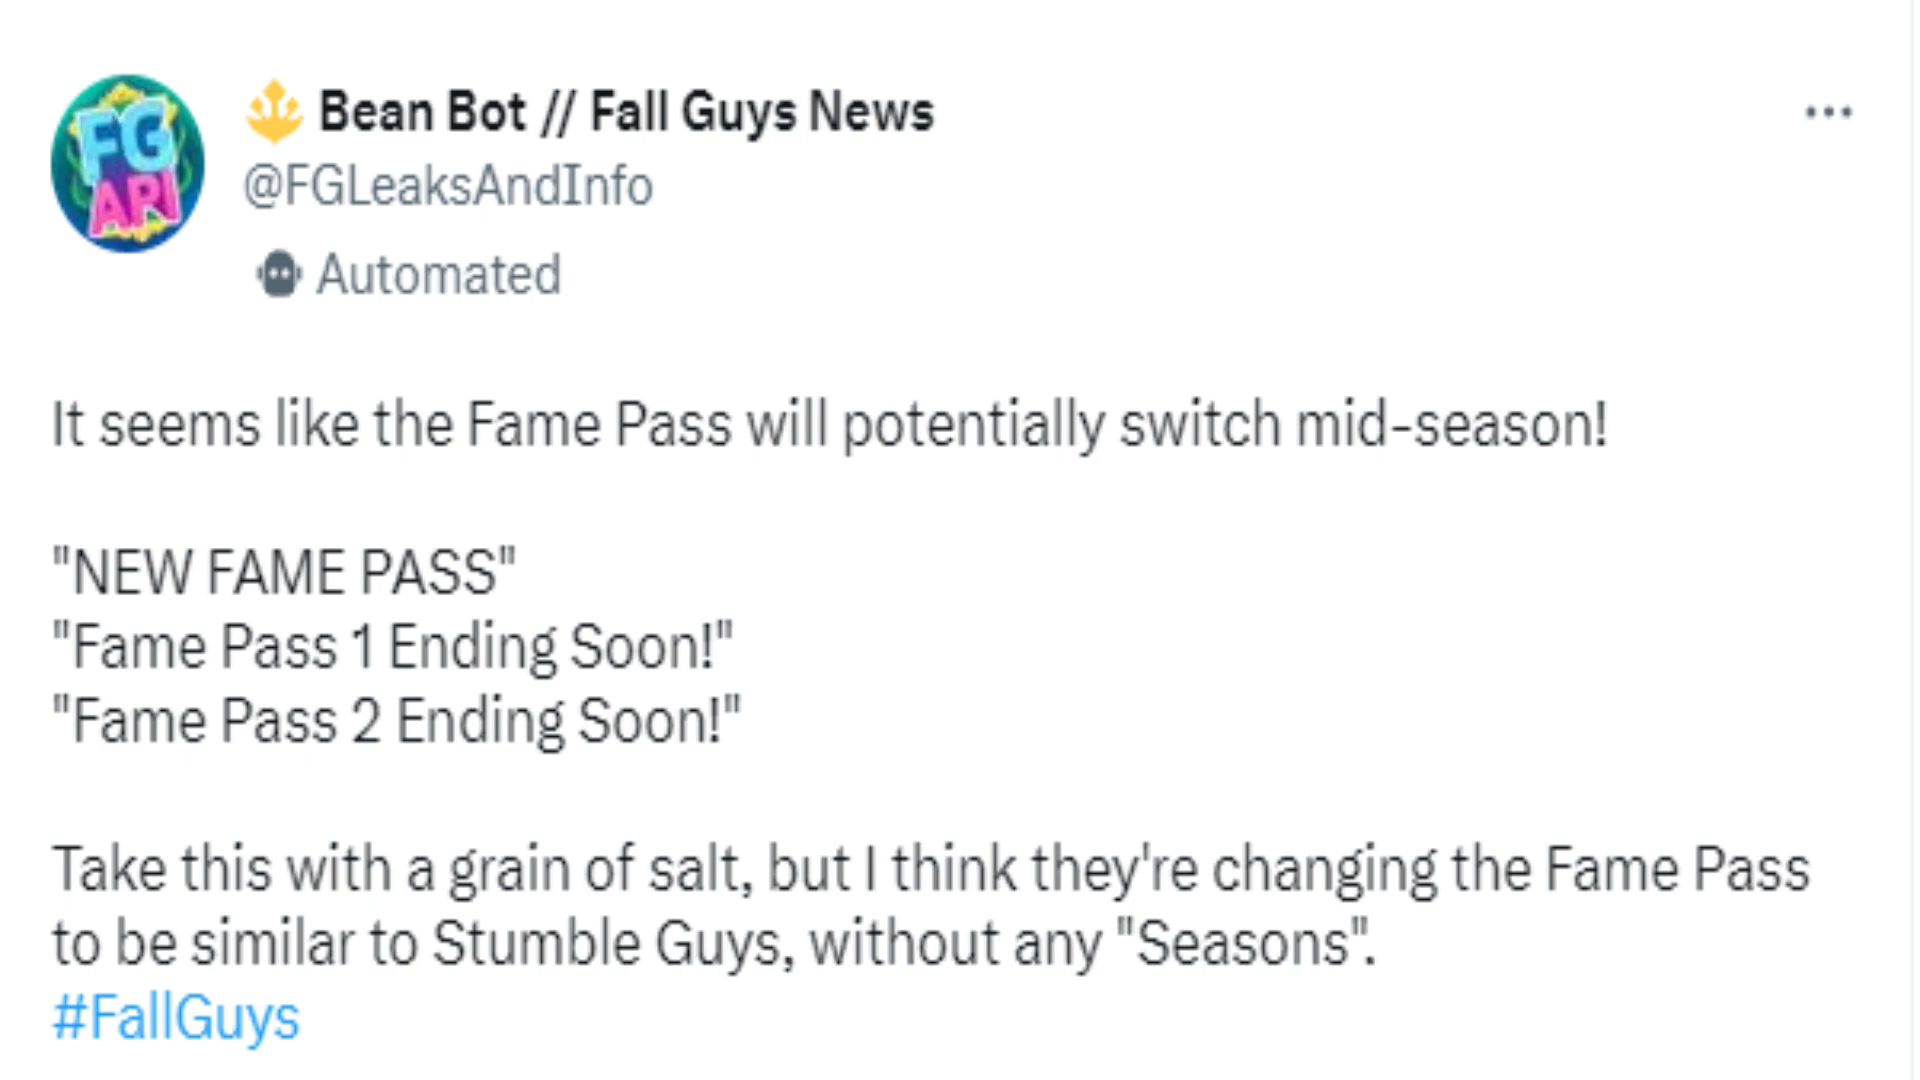 FG
API
Bean Bot // Fall Guys News
@FGLeaksAndInfo
Automated
It seems like the Fame Pass will potentially switch mid-season!
"NEW FAME PASS"
"Fame Pass 1 Ending Soon!"
"Fame Pass 2 Ending Soon!"
Take this with a grain of salt, but I think they're changing the Fame Pass
to be similar to Stumble Guys, without any "Seasons".
#FallGuys